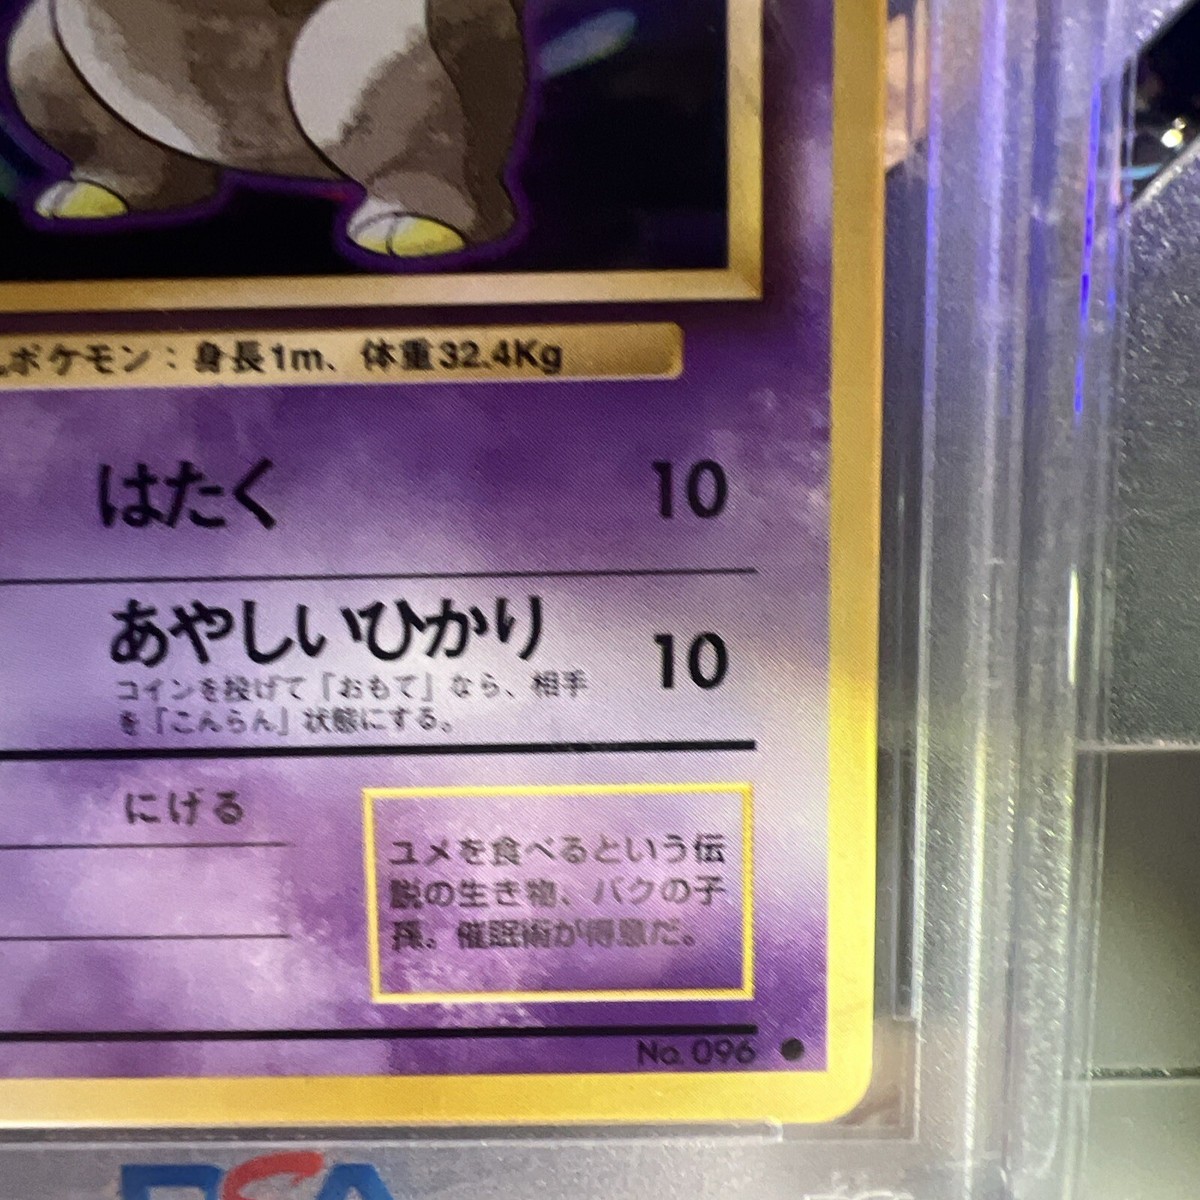 ポケモン：身長1m、体重32.4Kg
はたく 10
あやしいひかり 10
コインを投げて「おもて」なら、相手
を「こんらん」状態にする。
にげる
ユメを食べるという伝
説の生き物、バクの子
孫。催眠術が得意だ。
No. 096
PSA